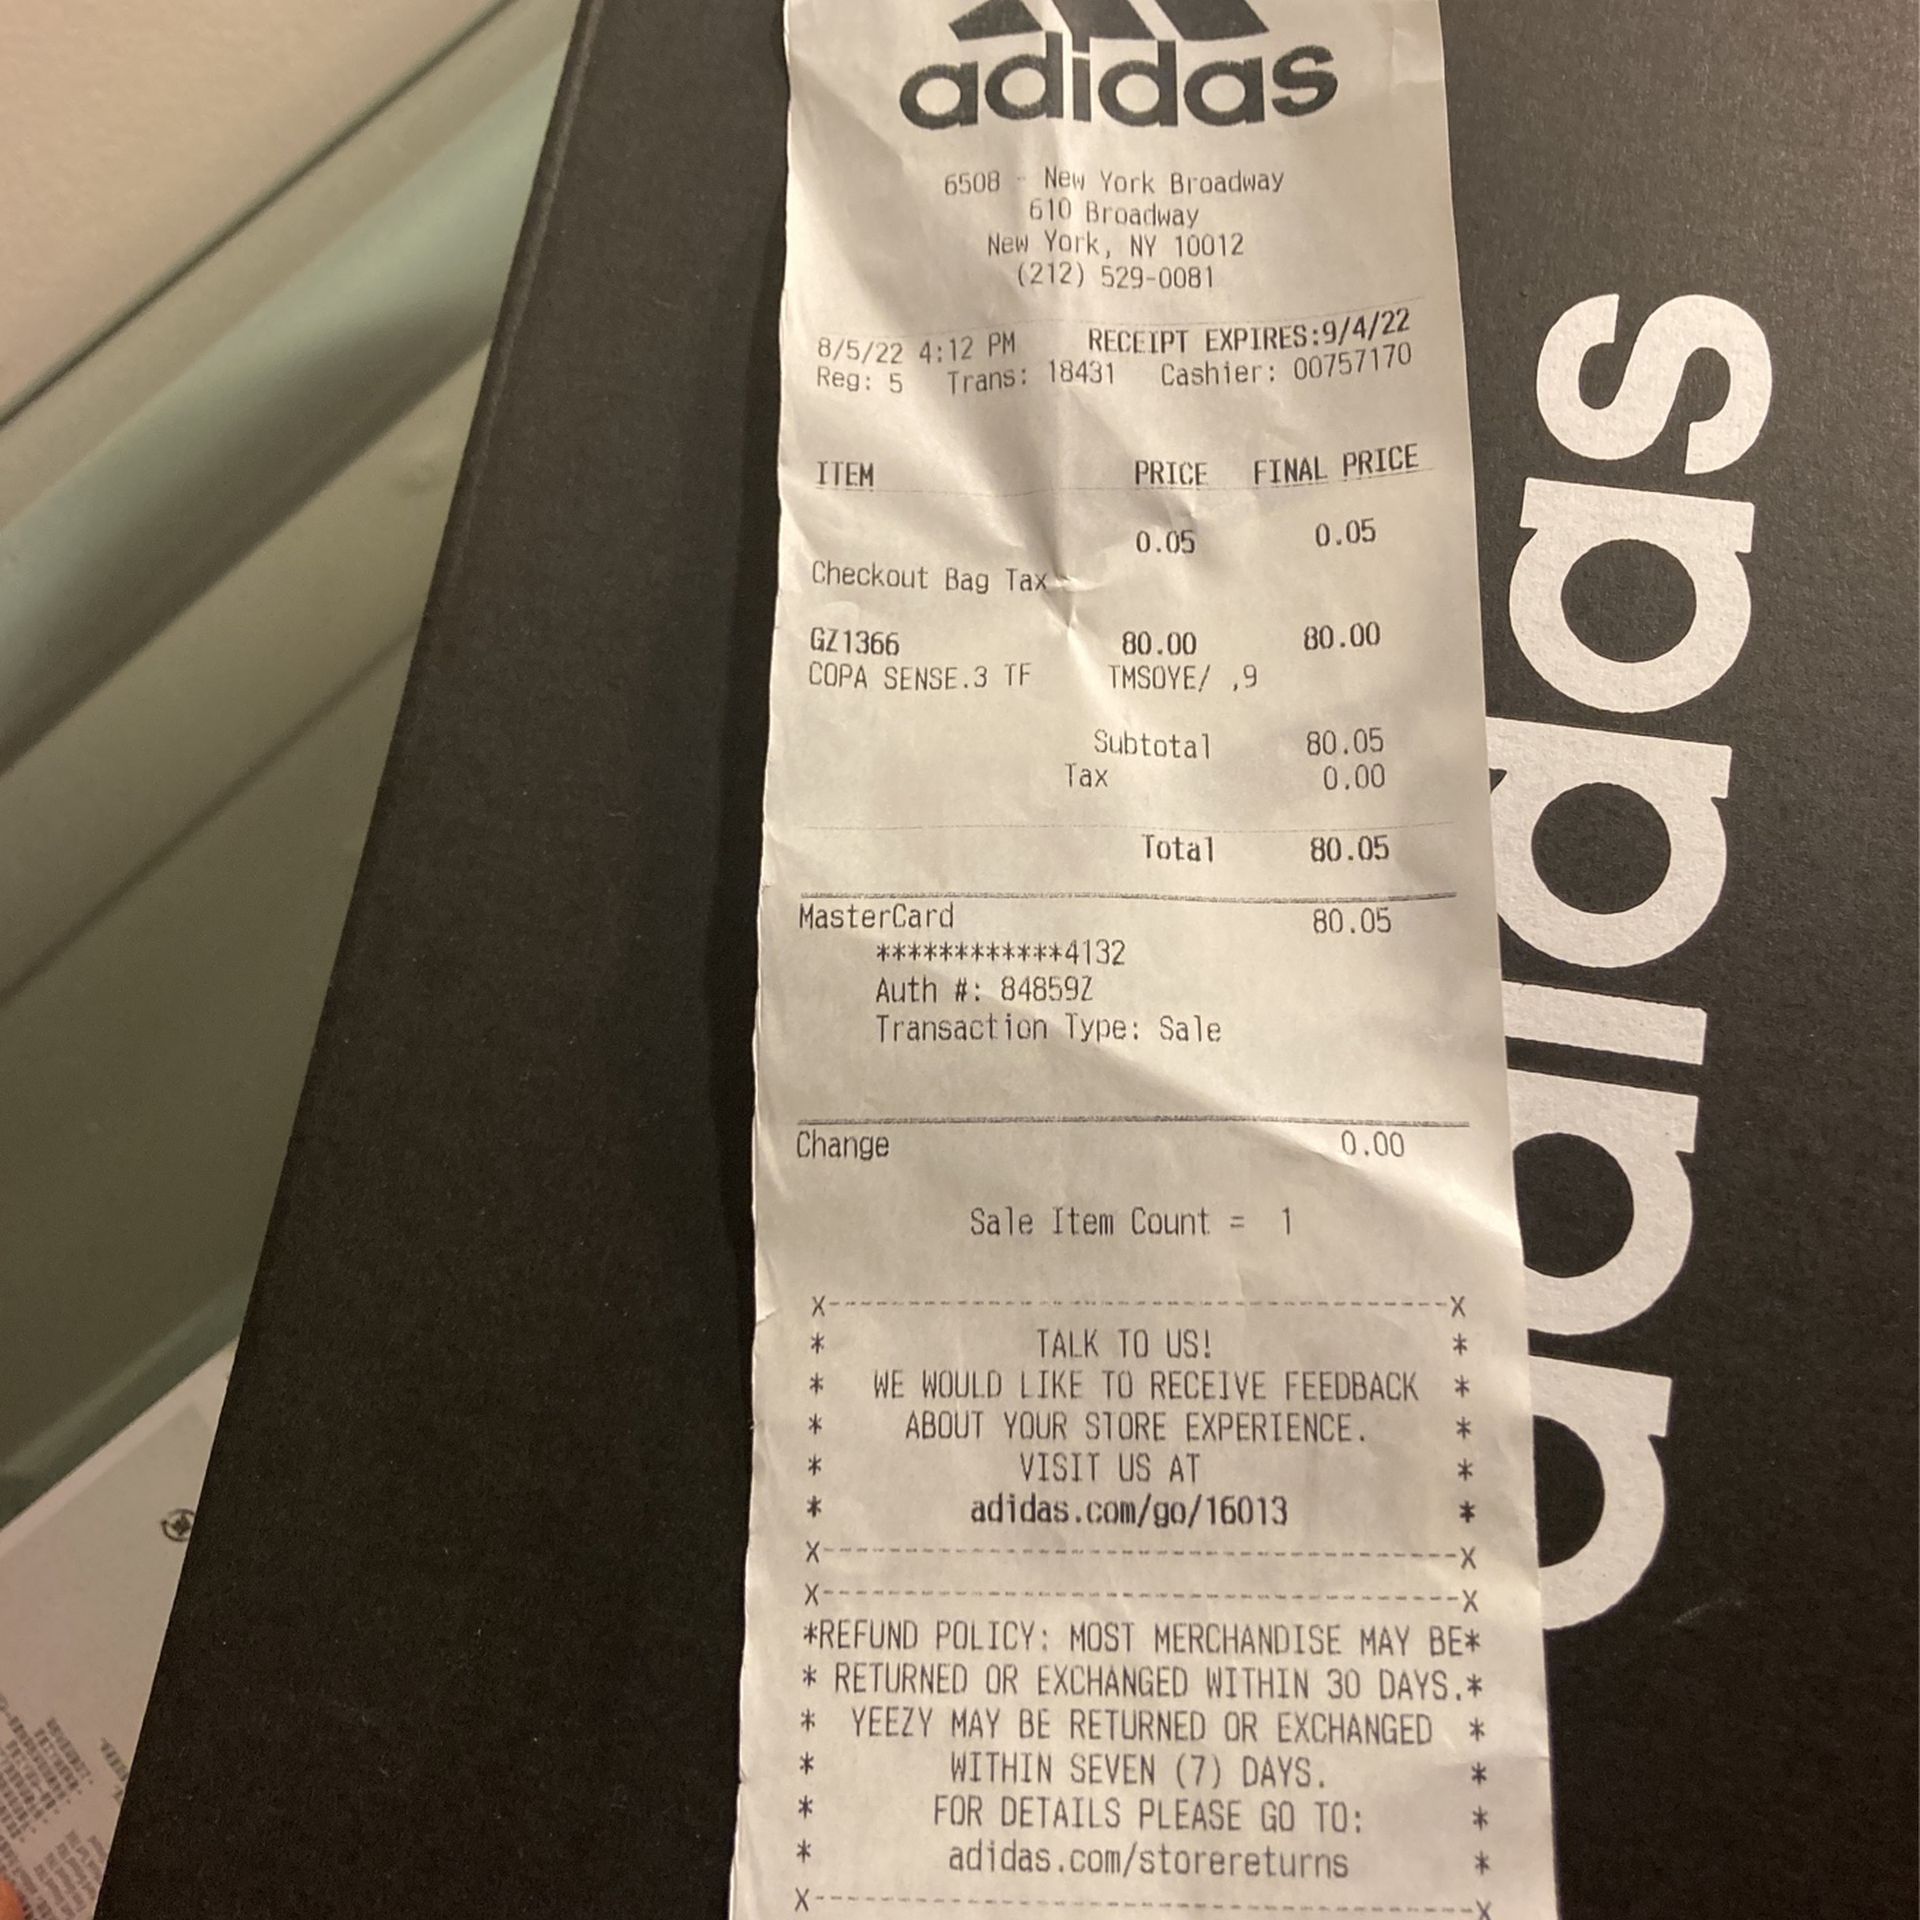 adidas
6508 - New York Broadway
610 Broadway
New York, NY 10012
(212) 529-0081
8/5/22 4:12 PM RECEIPT EXPIRES:9/4/22
Reg: 5 Trans: 18431 Cashier: 00757170
ITEM PRICE FINAL PRICE
0.05 0.05
Checkout Bag Tax
GZ1366 80.00 80.00
COPA SENSE.3 TF TMSOYE/ ,9
Subtotal 80.05
Tax 0.00
Total 80.05
MasterCard 80.05
************4132
Auth #: 84859Z
Transaction Type: Sale
Change 0.00
Sale Item Count = 1
X----------------------------------------X
* TALK TO US! *
* WE WOULD LIKE TO RECEIVE FEEDBACK *
* ABOUT YOUR STORE EXPERIENCE. *
* VISIT US AT *
* adidas.com/go/16013 *
X----------------------------------------X
X----------------------------------------X
*REFUND POLICY: MOST MERCHANDISE MAY BE*
* RETURNED OR EXCHANGED WITHIN 30 DAYS.*
* YEEZY MAY BE RETURNED OR EXCHANGED *
* WITHIN SEVEN (7) DAYS. *
* FOR DETAILS PLEASE GO TO: *
* adidas.com/storereturns *
X----------------------------------------X
adidas